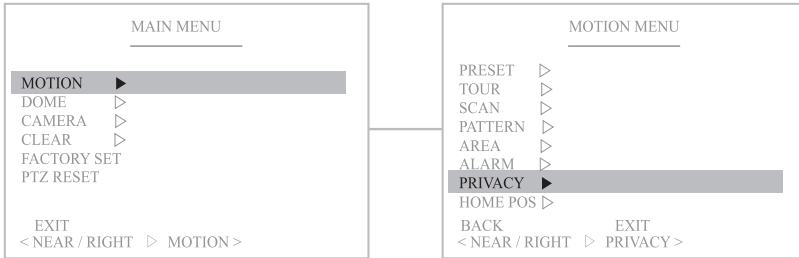 MAIN MENU
MOTION ▶
DOME ▷
CAMERA ▷
CLEAR ▷
FACTORY SET
PTZ RESET
EXIT
< NEAR / RIGHT ▷ MOTION >
MOTION MENU
PRESET ▷
TOUR ▷
SCAN ▷
PATTERN ▷
AREA ▷
ALARM ▷
PRIVACY ▶
HOME POS ▷
BACK EXIT
< NEAR / RIGHT ▷ PRIVACY >